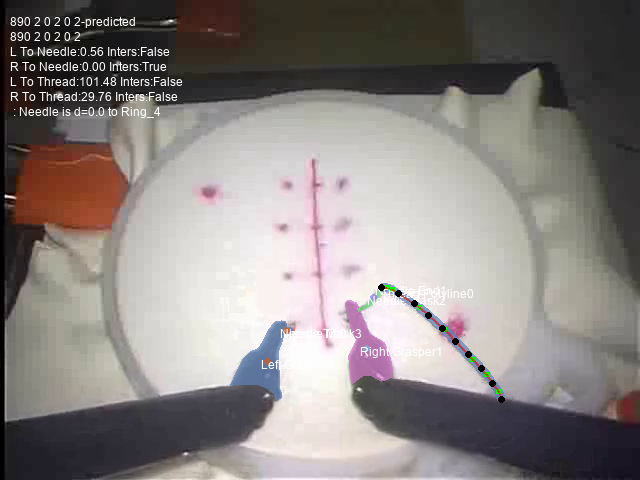 890 2 0 2 0 2-predicted
890 2 0 2 0 2
L To Needle:0.56 Inters:False
R To Needle:0.00 Inters:True
L To Thread:101.48 Inters:False
R To Thread:29.76 Inters:False
: Needle is d=0.0 to Ring_4
Right Grasper1